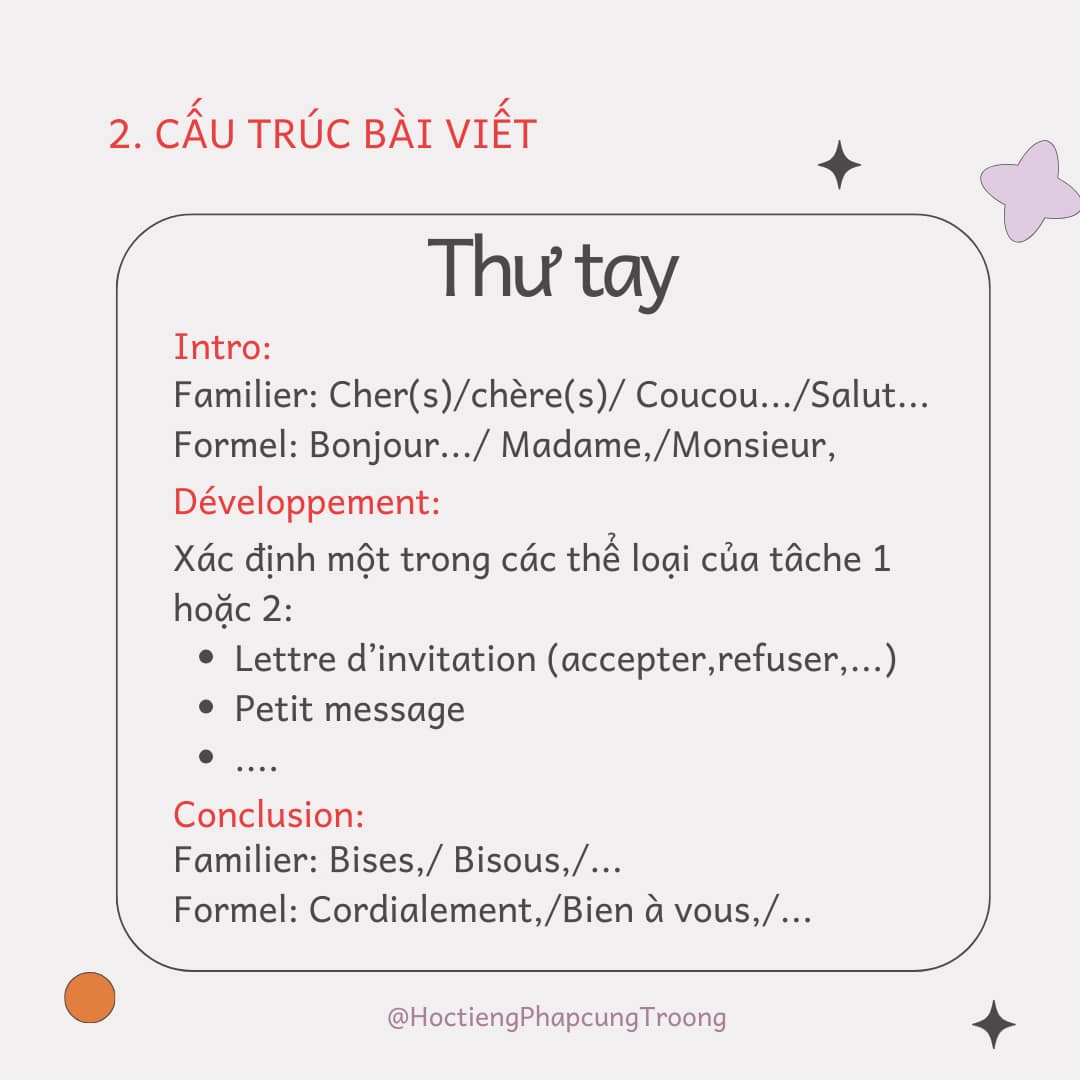 2. CẤU TRÚC BÀI VIẾT
Thư tay
Intro:
Familier: Cher(s)/chère(s)/ Coucou.../Salut...
Formel: Bonjour.../ Madame,/Monsieur,
Développement:
Xác định một trong các thể loại của tâche 1
hoặc 2:
• Lettre d’invitation (accepter,refuser,...)
• Petit message
• ....
Conclusion:
Familier: Bises,/ Bisous,/...
Formel: Cordialement,/Bien à vous,/...
@HoctiengPhapcungTroong